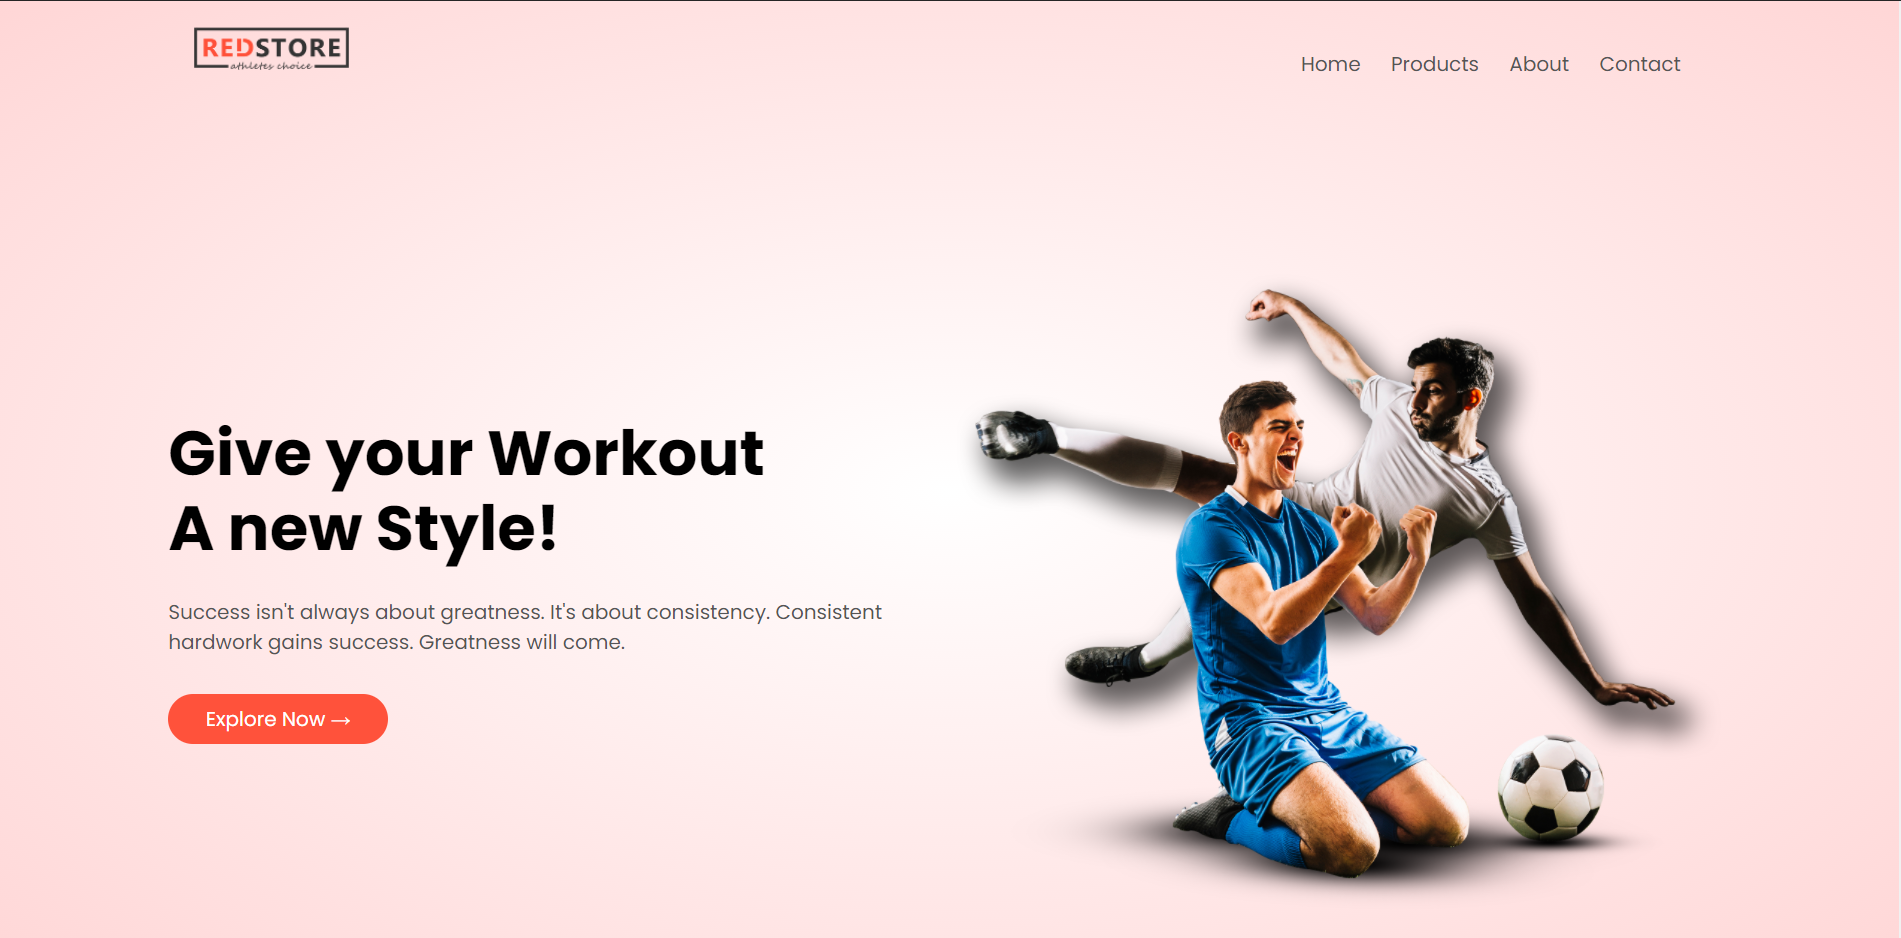 REDSTORE
athletes choice
Home Products About Contact
Give your Workout
A new Style!
Success isn't always about greatness. It's about consistency. Consistent
hardwork gains success. Greatness will come.
Explore Now →